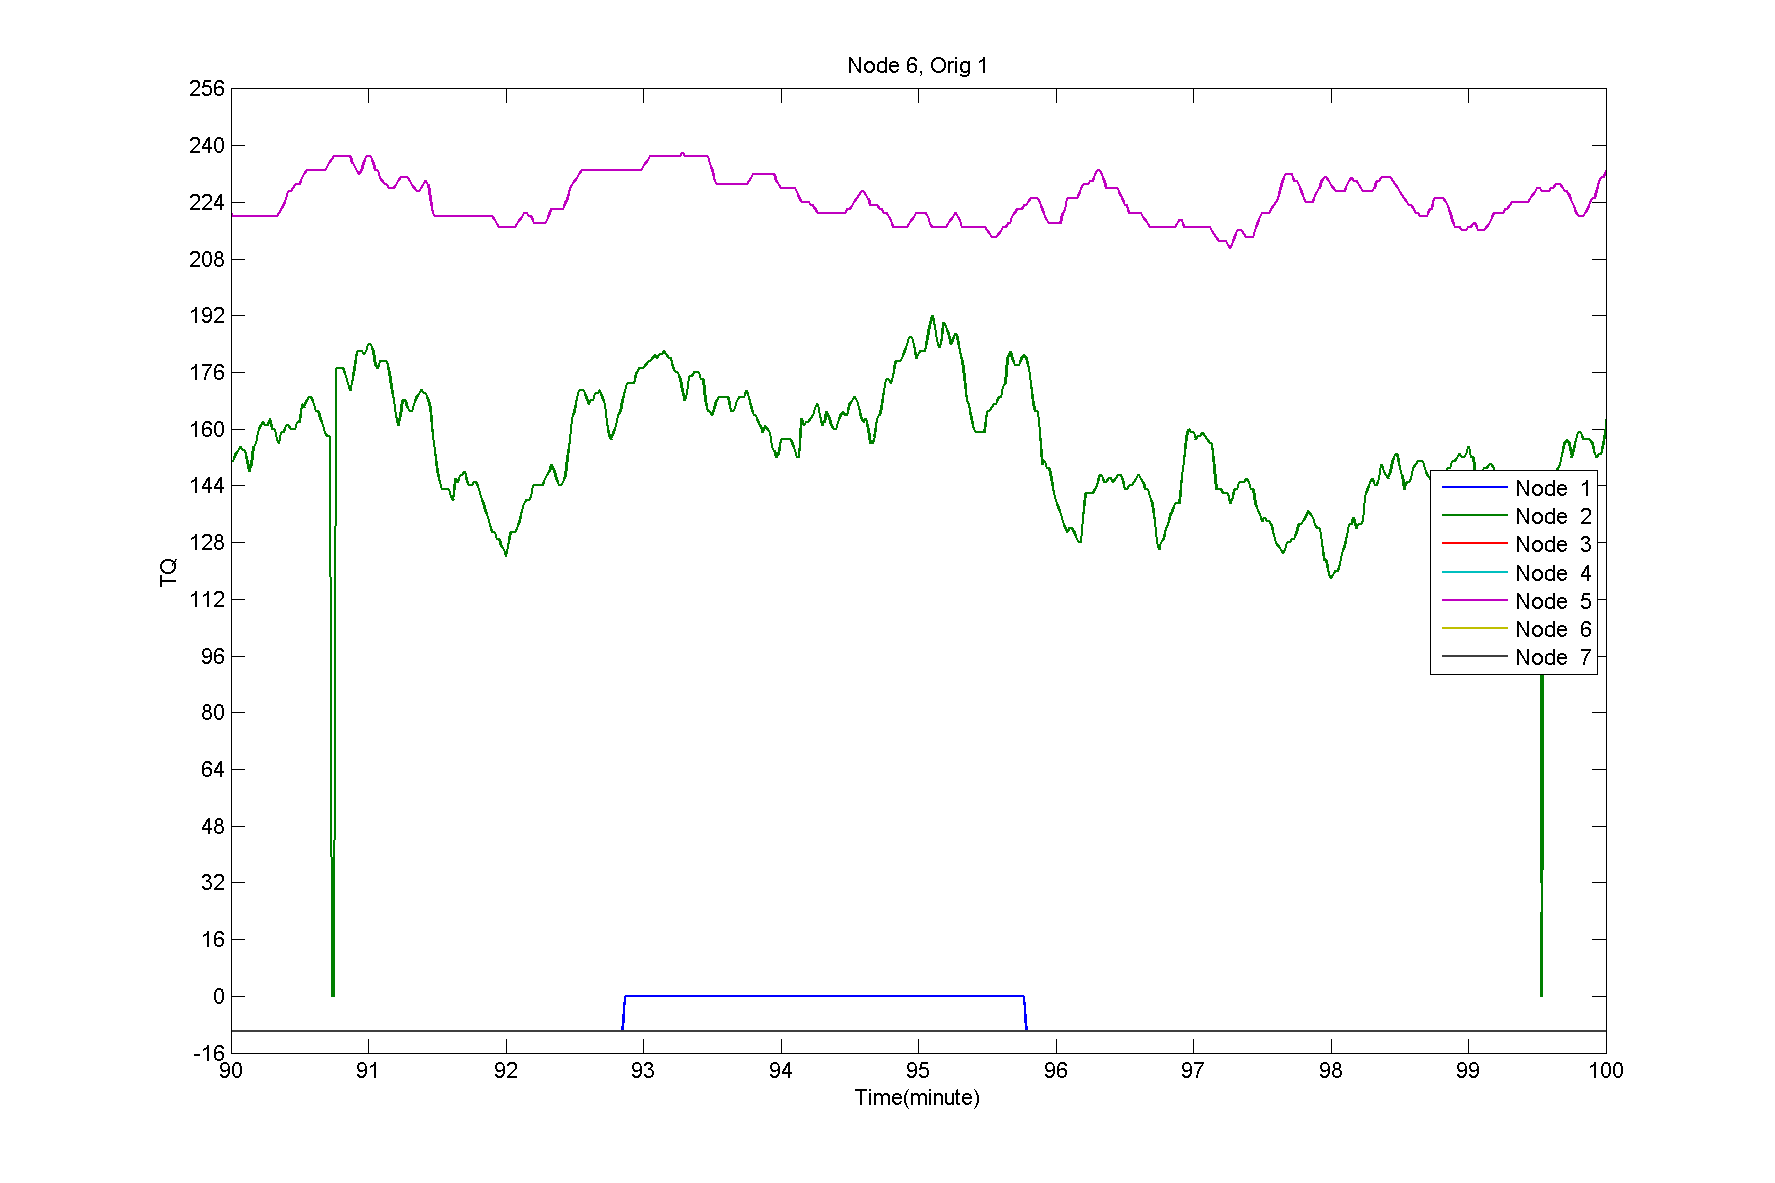 Node 6, Orig 1
256
240
224
208
192
176
160
144
128
112
96
80
64
48
32
16
0
-16
TQ
Node 1
Node 2
Node 3
Node 4
Node 5
Node 6
Node 7
90 91 92 93 94 95 96 97 98 99 100
Time(minute)